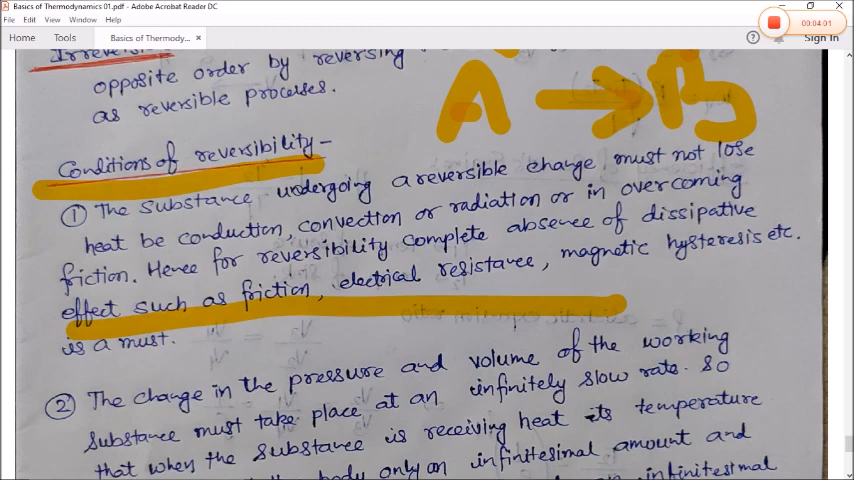 Basics of Thermodynamics 01.pdf - Adobe Acrobat Reader DC
File Edit View Window Help
Home Tools Basics of Thermody... × Sign In
00:04:01
Irrevers
opposite order by reversing
as reversible processes.
A → B
Conditions of reversibility-
① The substance undergoing a reversible change must not lose
heat be conduction, convection or radiation or in overcoming
friction. Hence for reversibility complete absence of dissipative
effect such as friction, electrical resistance, magnetic hysteresis etc.
is a must.
② The change in the pressure and volume of the working
substance must take place at an infinitely slow rate. So
that when the substance is receiving heat its temperature
body only an infinitesimal amount and
infinitesimal